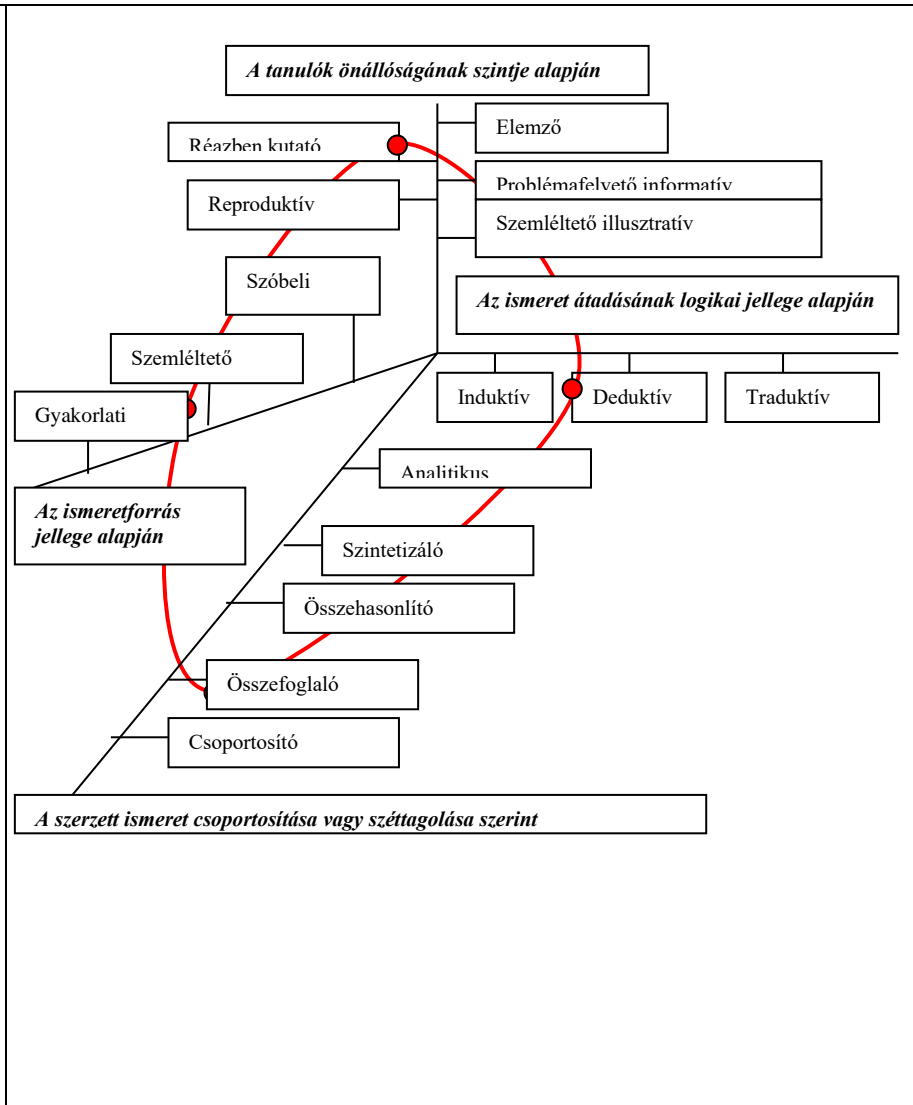 A tanulók önállóságának szintje alapján
Elemző
Réazben kutató
Problémafelvető informatív
Reproduktív
Szemléltető illusztratív
Szóbeli
Az ismeret átadásának logikai jellege alapján
Szemléltető
Induktív
Deduktív
Traduktív
Gyakorlati
Analitikus
Az ismeretforrás
jellege alapján
Szintetizáló
Összehasonlító
Összefoglaló
Csoportosító
A szerzett ismeret csoportosítása vagy széttagolása szerint